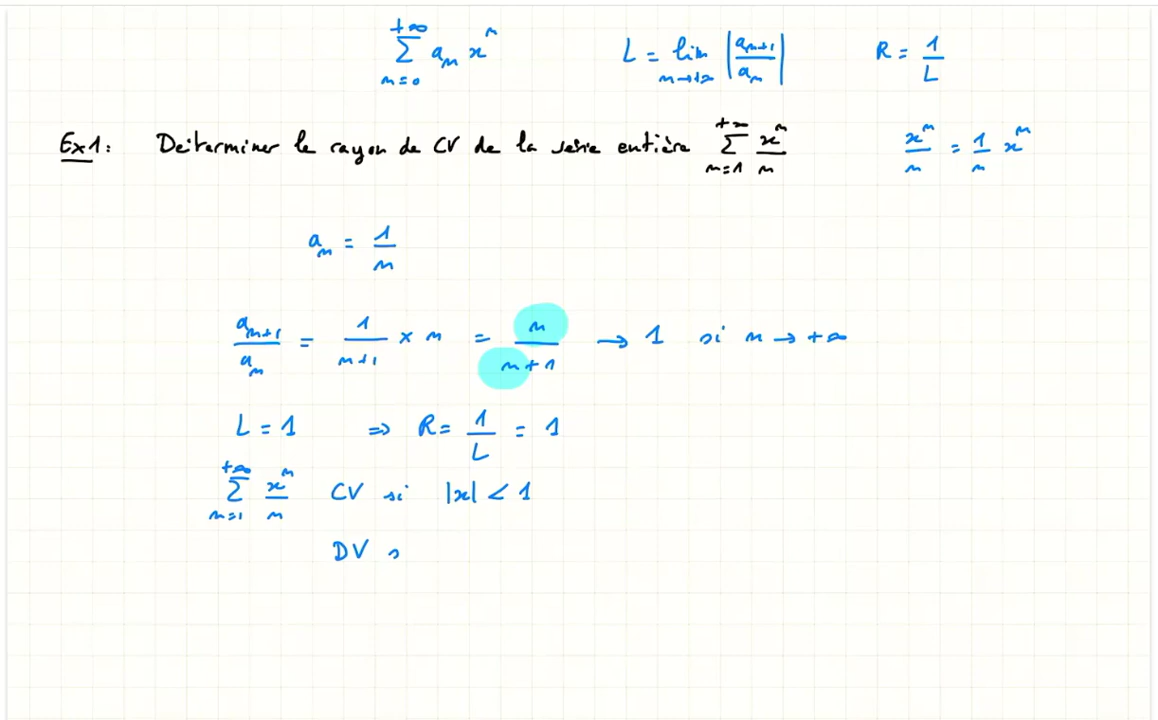 +∞ ∑ n=0 aₙ xⁿ L = lim n→+∞ |aₙ₊₁ / aₙ| R = 1/L
Ex1: Déterminer le rayon de CV de la série entière +∞ ∑ n=1 xⁿ/n xⁿ/n = 1/n xⁿ
aₙ = 1/n
aₙ₊₁/aₙ = 1/(n+1) × n = n/(n+1) → 1 si n → +∞
L = 1 ⇒ R = 1/L = 1
+∞ ∑ n=1 xⁿ/n CV si |x| < 1
DV s